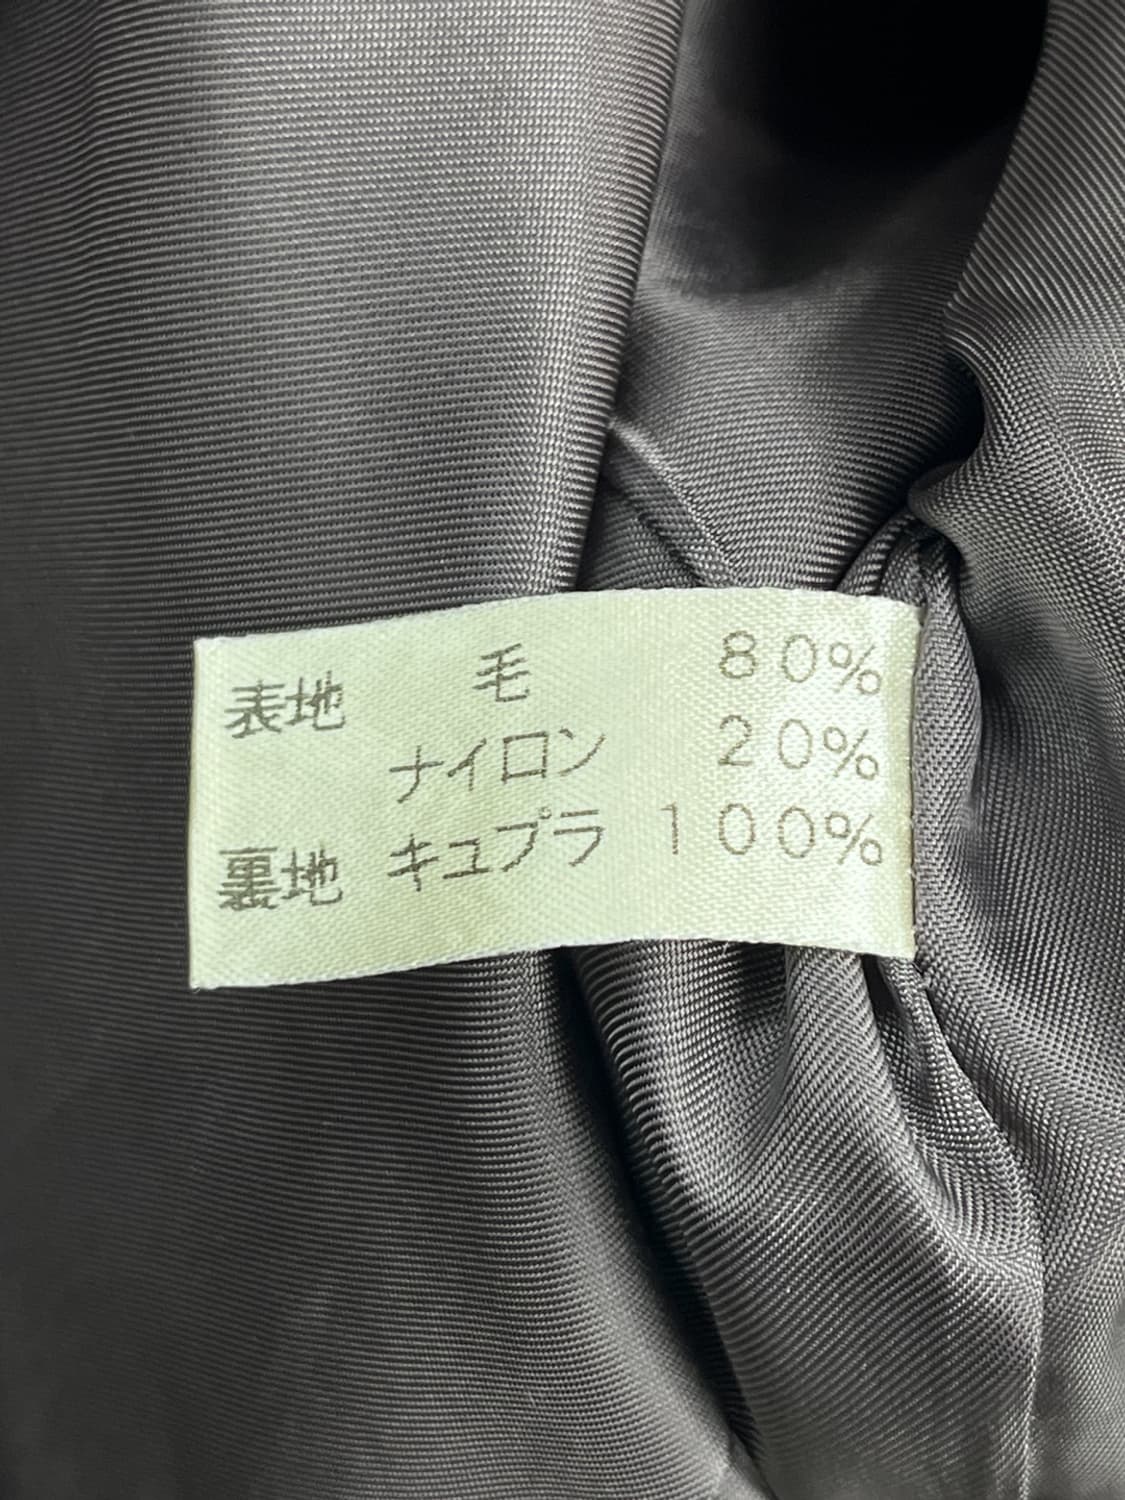 表地 毛 80%
ナイロン 20%
裏地 キュプラ 100%